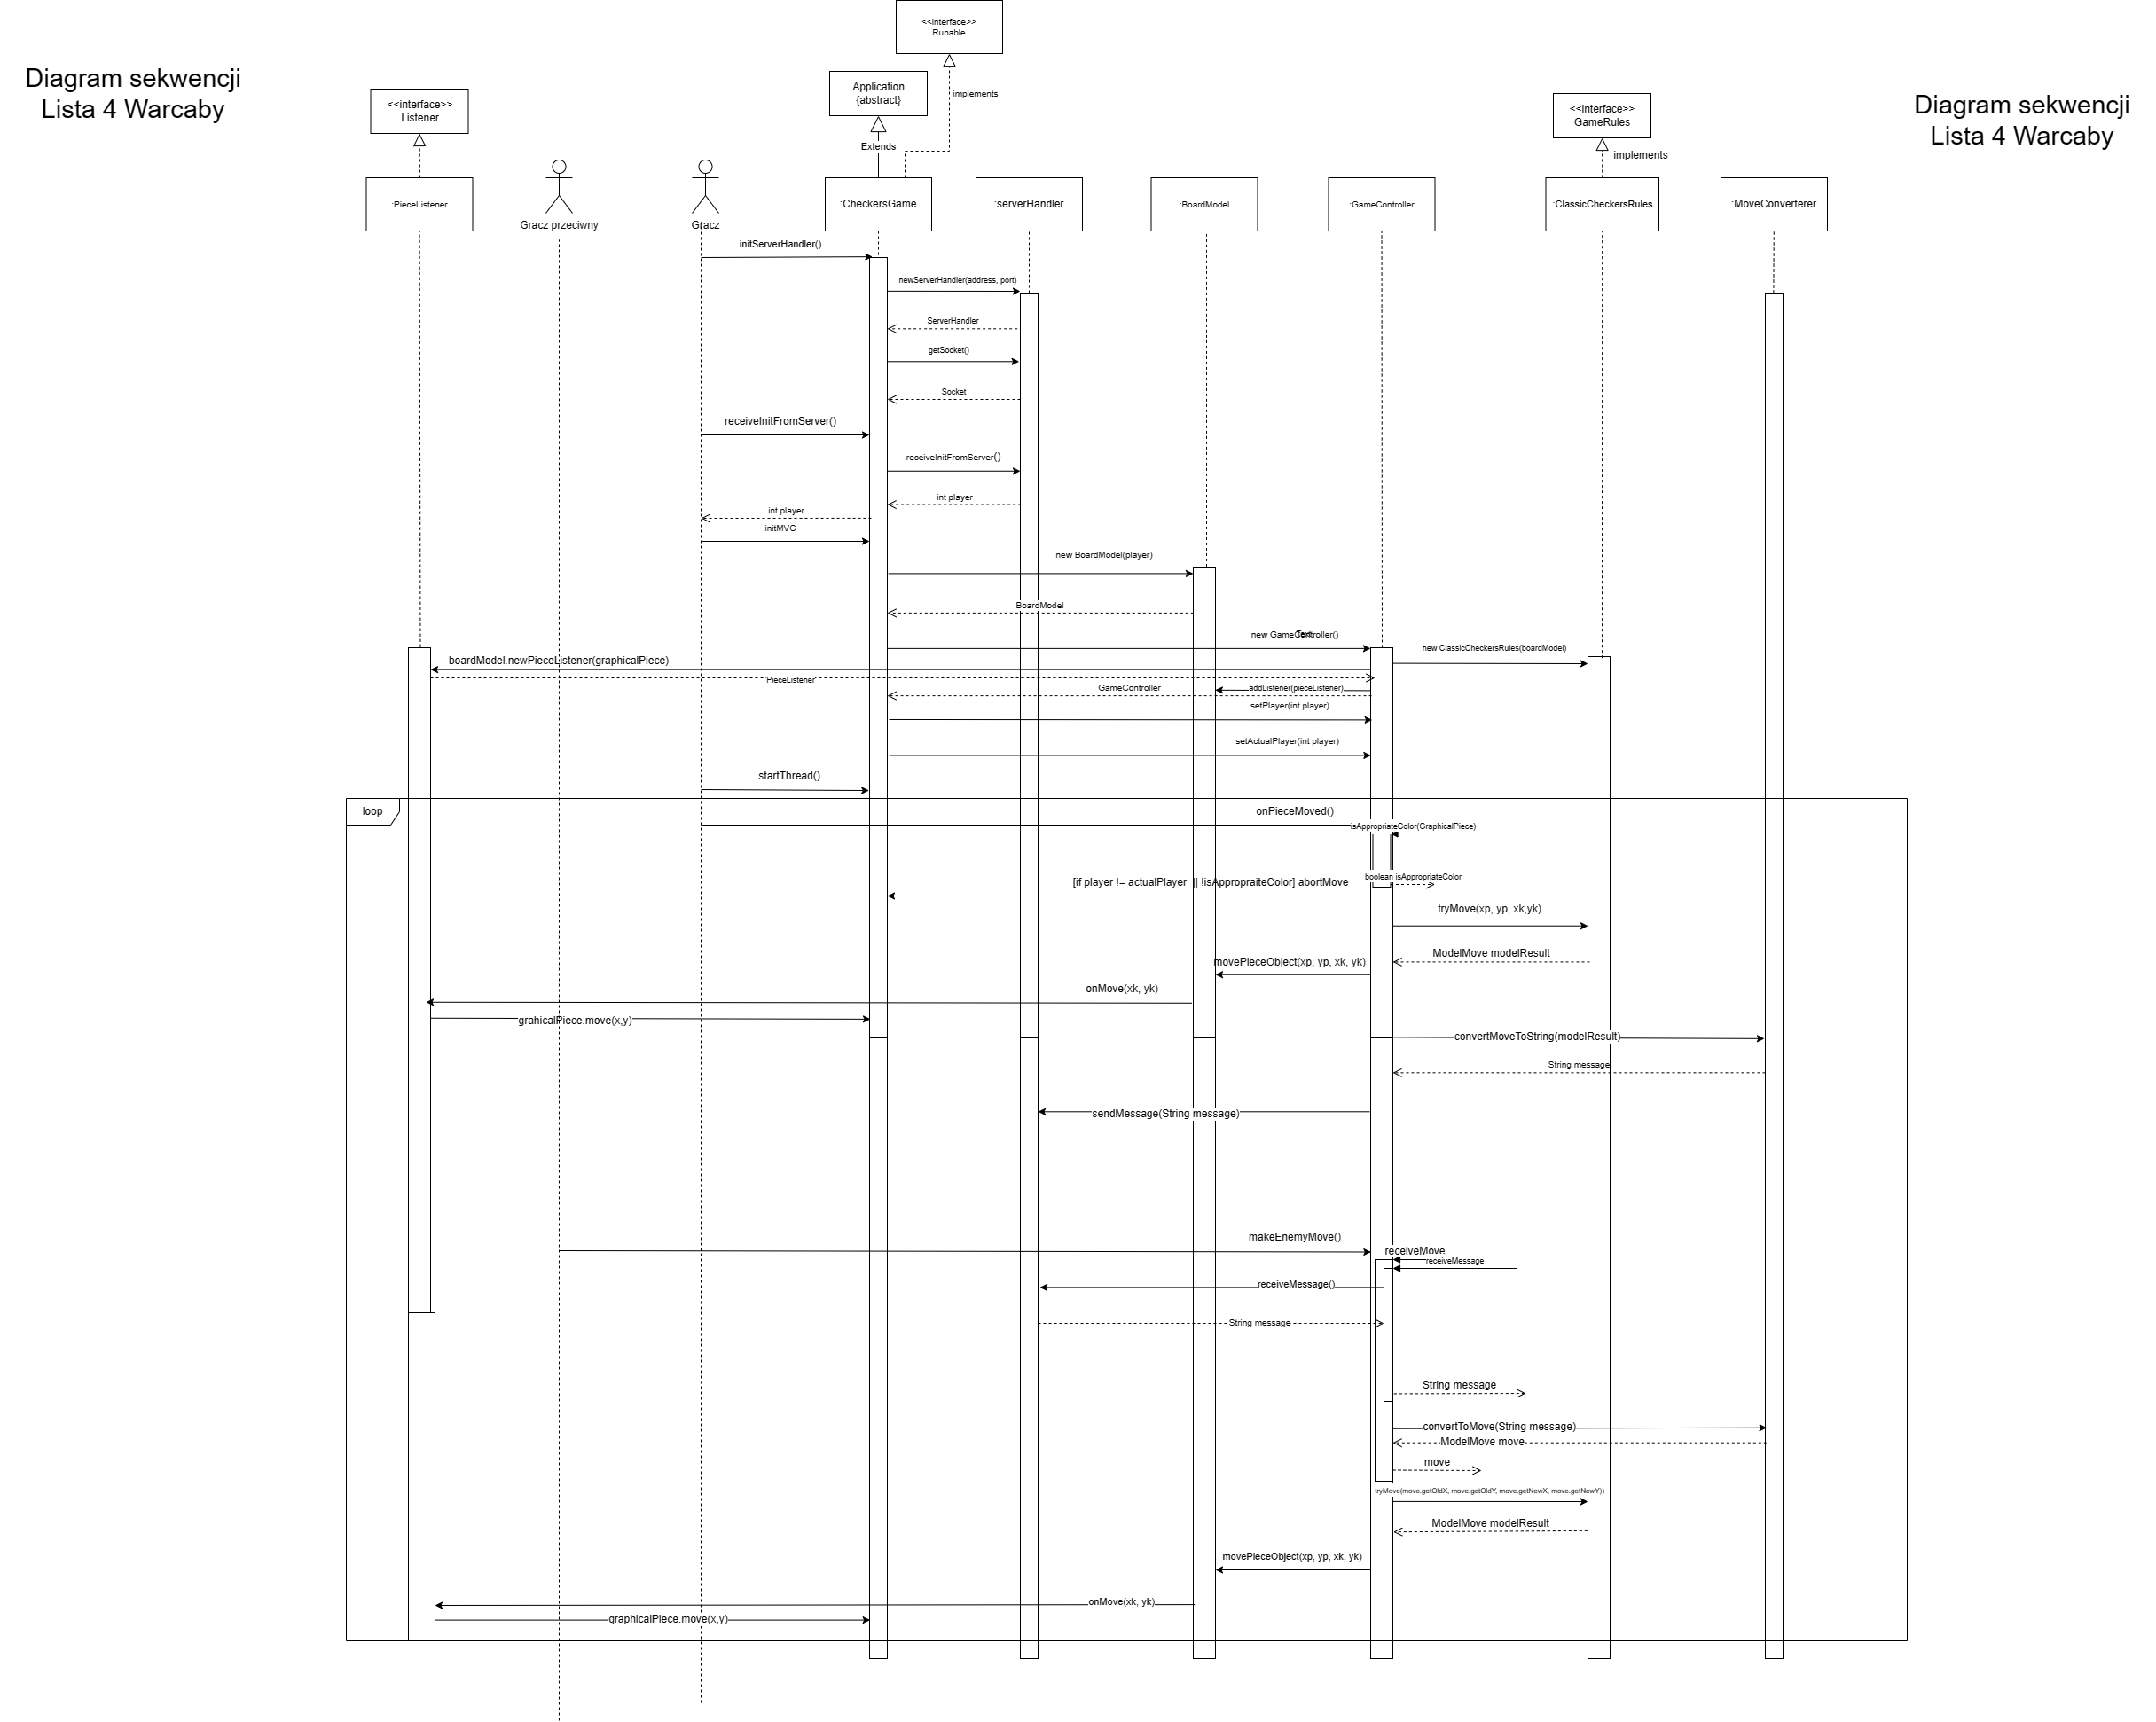 <<interface>>
Runable
Diagram sekwencji
Lista 4 Warcaby
Application
{abstract}
implements
<<interface>>
Listener
<<interface>>
GameRules
Diagram sekwencji
Lista 4 Warcaby
Extends
implements
:PieceListener
Gracz przeciwny
Gracz
:CheckersGame
:serverHandler
:BoardModel
:GameController
:ClassicCheckersRules
:MoveConverterer
initServerHandler()
newServerHandler(address, port)
ServerHandler
getSocket()
Socket
receiveInitFromServer()
receiveInitFromServer()
int player
int player
initMVC
new BoardModel(player)
BoardModel
new GameController()
Text
new ClassicCheckersRules(boardModel)
boardModel.newPieceListener(graphicalPiece)
PieceListener
GameController
addListener(pieceListener)
setPlayer(int player)
setActualPlayer(int player)
startThread()
loop
onPieceMoved()
isAppropriateColor(GraphicalPiece)
boolean isAppropriateColor
[if player != actualPlayer || !isAppropraiteColor] abortMove
tryMove(xp, yp, xk,yk)
ModelMove modelResult
movePieceObject(xp, yp, xk, yk)
onMove(xk, yk)
grahicalPiece.move(x,y)
convertMoveToString(modelResult)
String message
sendMessage(String message)
makeEnemyMove()
receiveMove
receiveMessage
receiveMessage()
String message
String message
convertToMove(String message)
ModelMove move
move
tryMove(move.getOldX, move.getOldY, move.getNewX, move.getNewY))
ModelMove modelResult
movePieceObject(xp, yp, xk, yk)
onMove(xk, yk)
graphicalPiece.move(x,y)